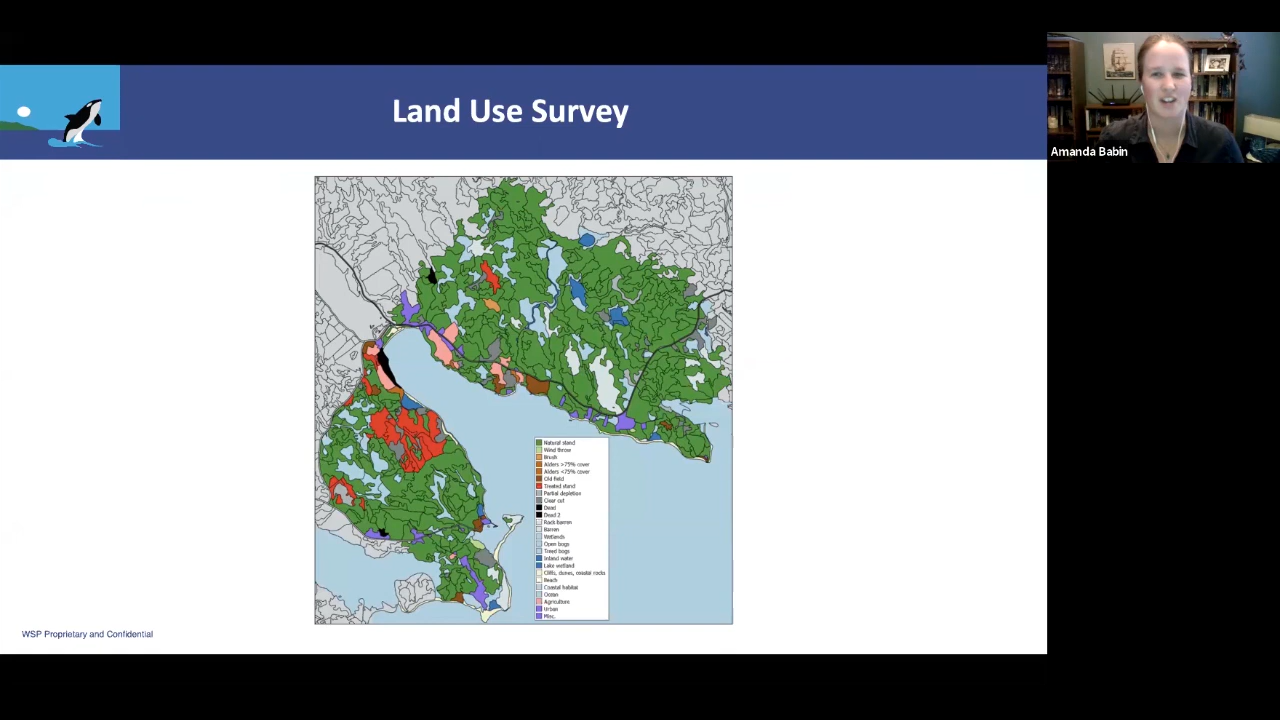 Land Use Survey
Amanda Babin
Natural stand
Wind throw
Brush
Alders >75% cover
Alders <75% cover
Old field
Treated stand
Partial depletion
Clear cut
Dead
Dead 2
Rock barren
Barren
Wetlands
Open bogs
Treed bogs
Inland water
Lake wetland
Cliffs, dunes, coastal rocks
Beach
Coastal habitat
Ocean
Agriculture
Urban
Misc.
WSP Proprietary and Confidential